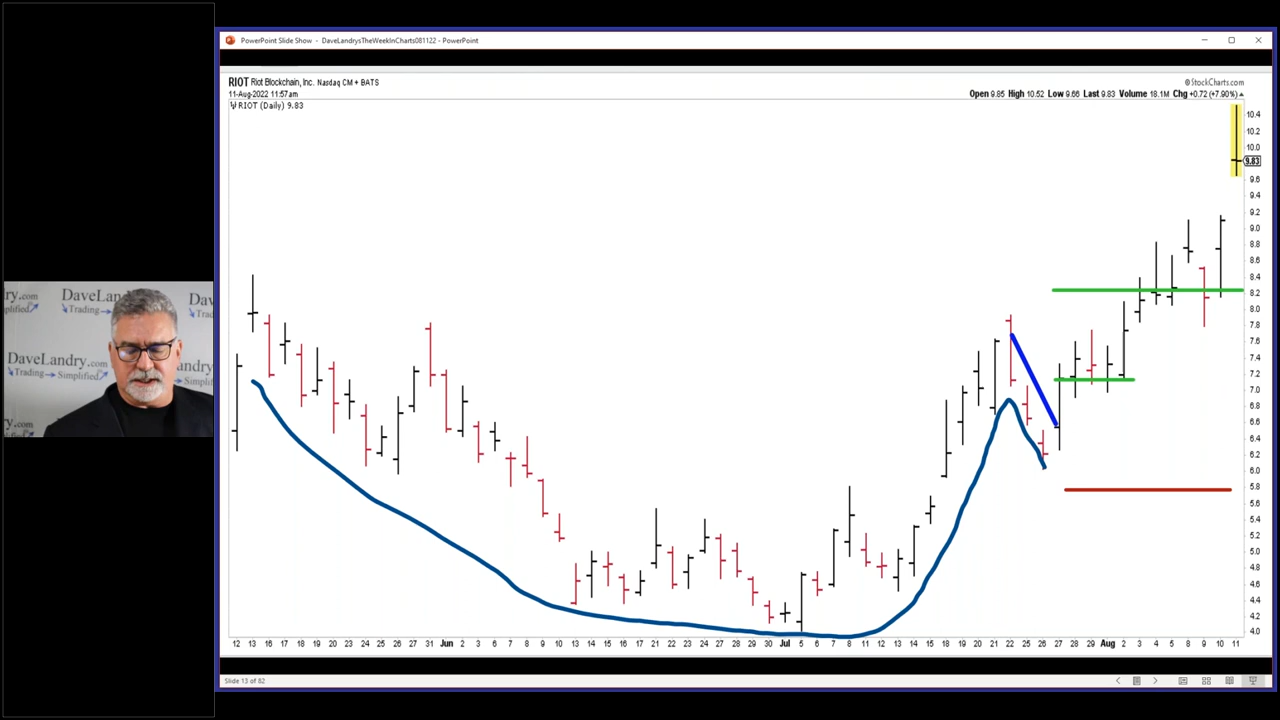 PowerPoint Slide Show - DaveLandrysTheWeekInCharts081122 - PowerPoint
RIOT Riot Blockchain, Inc. Nasdaq CM + BATS
© StockCharts.com
11-Aug-2022 11:57am
Open 9.85 High 10.52 Low 9.66 Last 9.83 Volume 18.1M Chg +0.72 (+7.90%)
RIOT (Daily) 9.83
10.4
10.2
10.0
9.83
9.6
9.4
9.2
9.0
8.8
8.6
8.4
8.2
8.0
7.8
7.6
7.4
7.2
7.0
6.8
6.6
6.4
6.2
6.0
5.8
5.6
5.4
5.2
5.0
4.8
4.6
4.4
4.2
4.0
12 13 16 17 18 19 20 23 24 25 26 27 31 Jun 2 3 6 7 8 9 10 13 14 15 16 17 21 22 23 24 27 28 29 30 Jul 5 6 7 8 11 12 13 14 15 18 19 20 21 22 25 26 27 28 29 Aug 2 3 4 5 8 9 10 11
Slide 13 of 82
DaveLandry.com
Trading Simplified
DaveLandry.com
Trading Simplified